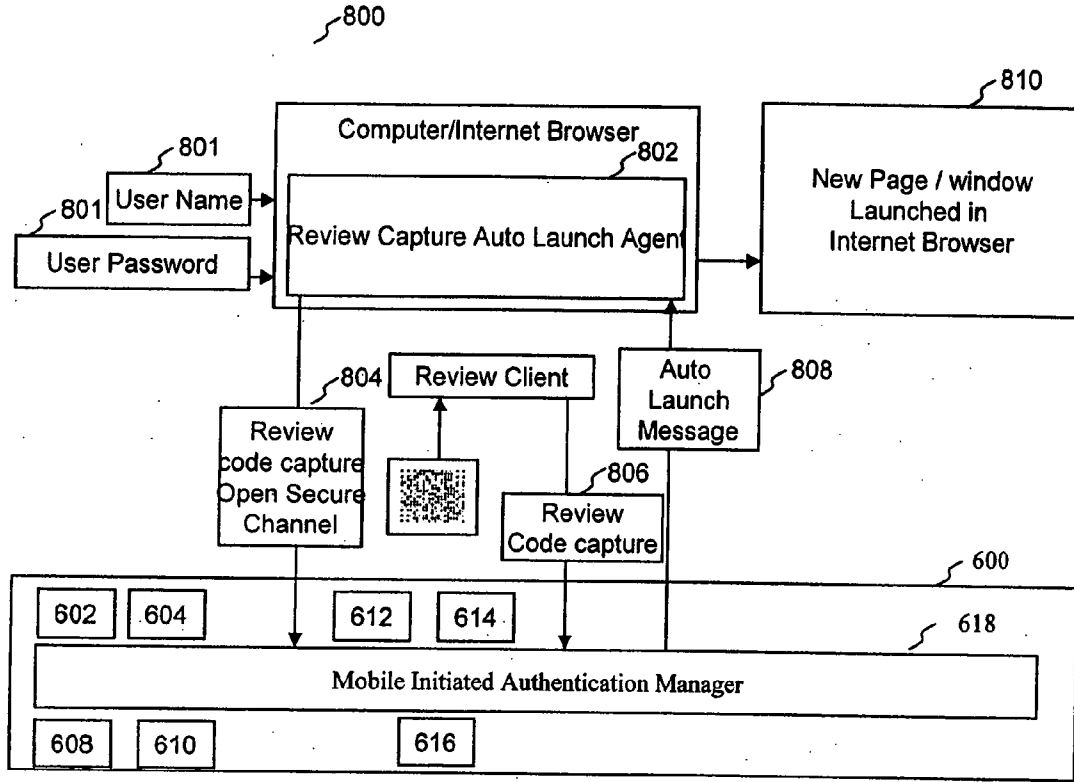 800
810
Computer/Internet Browser
801
802
User Name
801
User Password
Review Capture Auto Launch Agent
New Page / window
Launched in
Internet Browser
804
Review Client
Auto
Launch
Message
808
Review
code capture
Open Secure
Channel
806
Review
Code capture
600
602
604
612
614
618
Mobile Initiated Authentication Manager
608
610
616